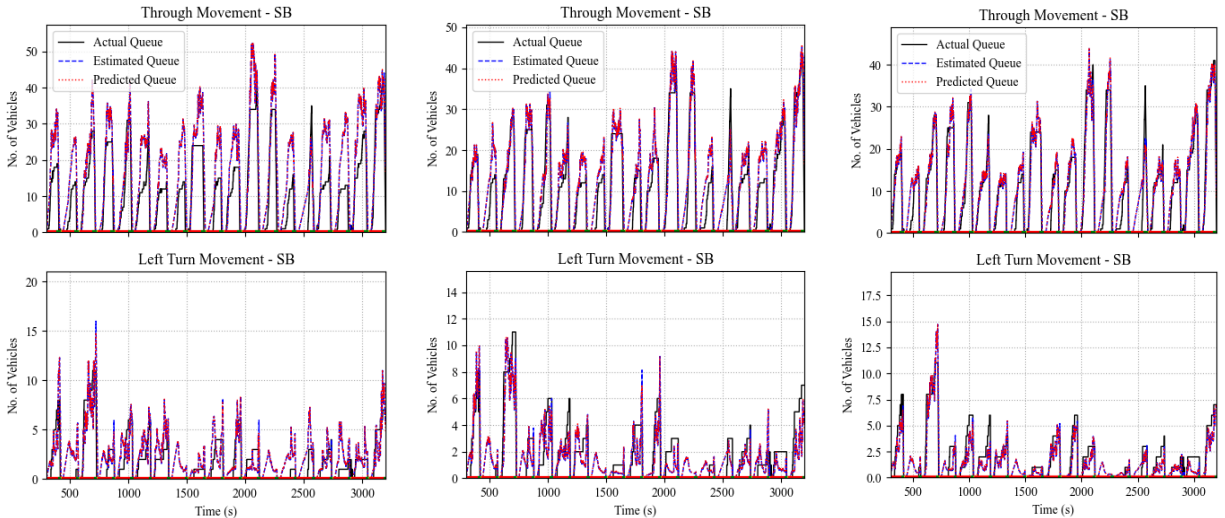 Through Movement - SB
50
40
30
20
10
0
No. of Vehicles
Actual Queue
Estimated Queue
Predicted Queue
Through Movement - SB
50
40
30
20
10
0
No. of Vehicles
Actual Queue
Estimated Queue
Predicted Queue
Through Movement - SB
40
30
20
10
0
No. of Vehicles
Actual Queue
Estimated Queue
Predicted Queue
Left Turn Movement - SB
20
15
10
5
0
No. of Vehicles
500 1000 1500 2000 2500 3000
Time (s)
Left Turn Movement - SB
14
12
10
8
6
4
2
0
No. of Vehicles
500 1000 1500 2000 2500 3000
Time (s)
Left Turn Movement - SB
17.5
15.0
12.5
10.0
7.5
5.0
2.5
0.0
No. of Vehicles
500 1000 1500 2000 2500 3000
Time (s)